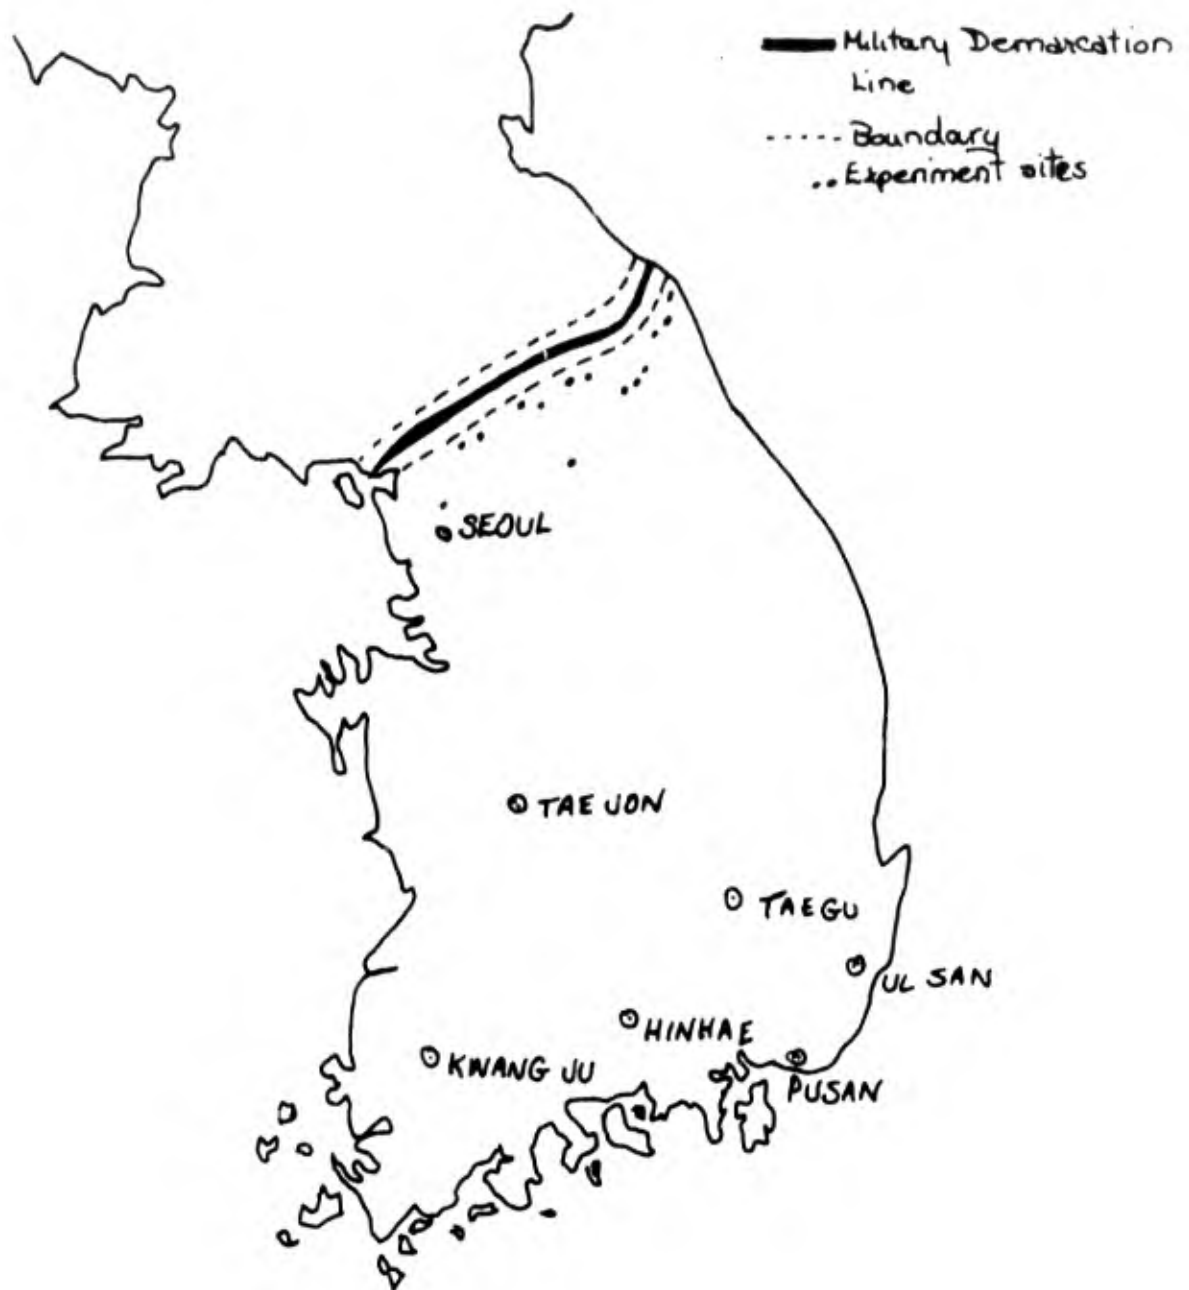 Military Demarcation
Line
Boundary
Experiment sites
SEOUL
TAE JON
TAEGU
UL SAN
HINHAE
KWANG JU
PUSAN